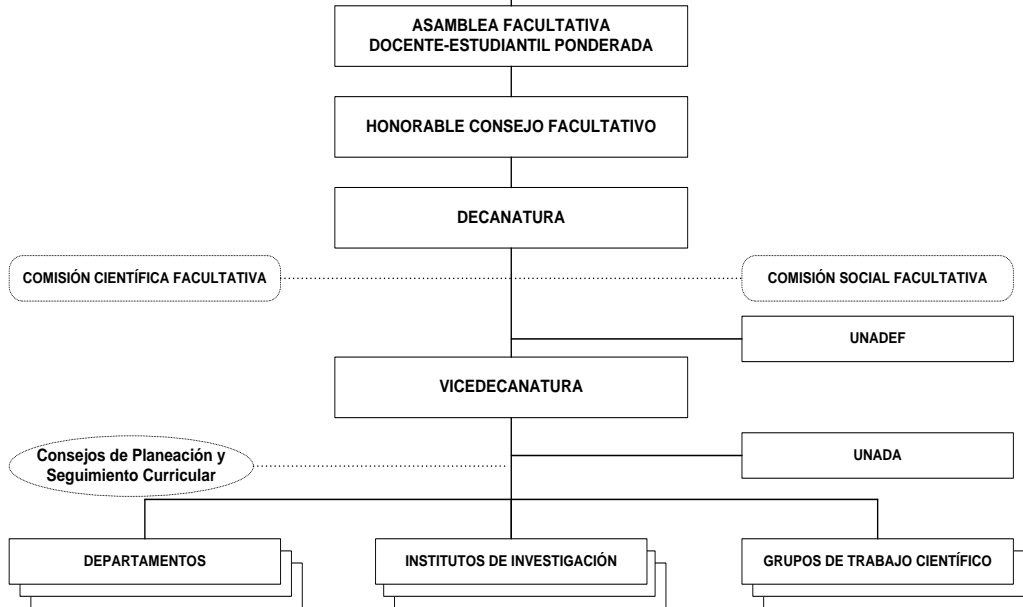 ASAMBLEA FACULTATIVA
DOCENTE-ESTUDIANTIL PONDERADA
HONORABLE CONSEJO FACULTATIVO
DECANATURA
COMISIÓN CIENTÍFICA FACULTATIVA
COMISIÓN SOCIAL FACULTATIVA
UNADEF
VICEDECANATURA
Consejos de Planeación y
Seguimiento Curricular
UNADA
DEPARTAMENTOS
INSTITUTOS DE INVESTIGACIÓN
GRUPOS DE TRABAJO CIENTÍFICO